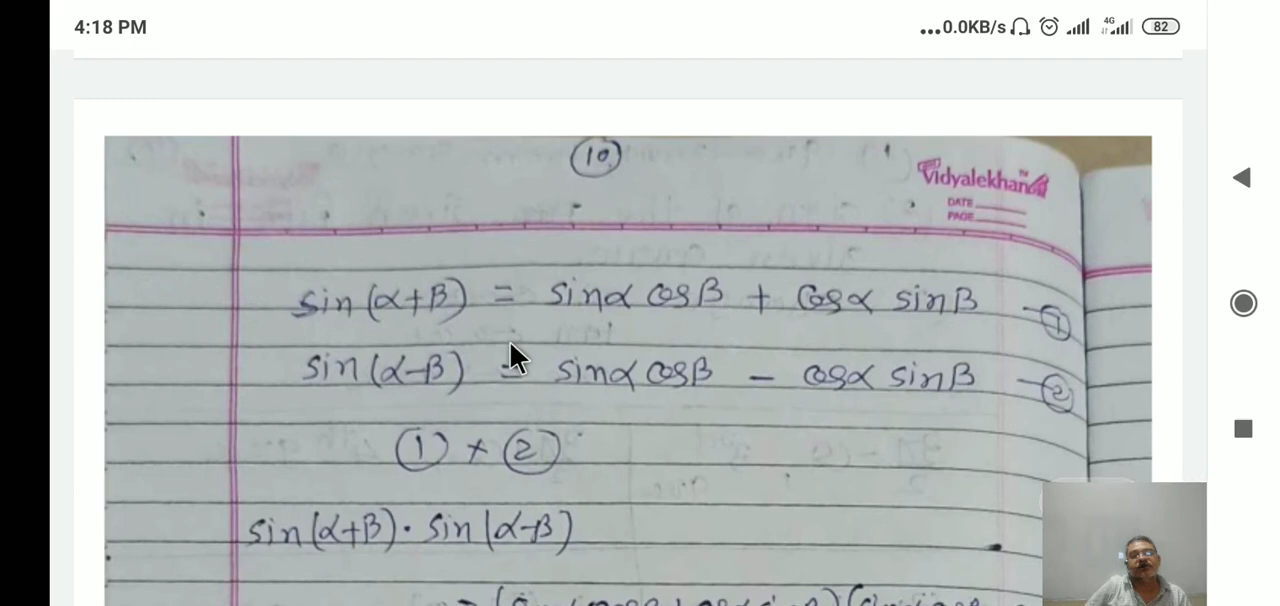 4:18 PM
...0.0KB/s 4G 82
10
Vidyalekhan
DATE
PAGE
sin(α+β) = sinα cosβ + cosα sinβ —①
sin(α-β) = sinα cosβ - cosα sinβ —②
① × ②
sin(α+β)·sin(α-β)